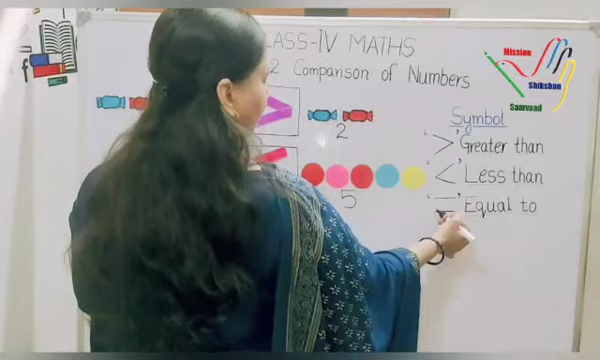 LASS-IV MATHS
2 Comparison of Numbers
Mission
Shikshan
Samvaad
>
2
5
Symbol
'>' Greater than
'<' Less than
'=' Equal to